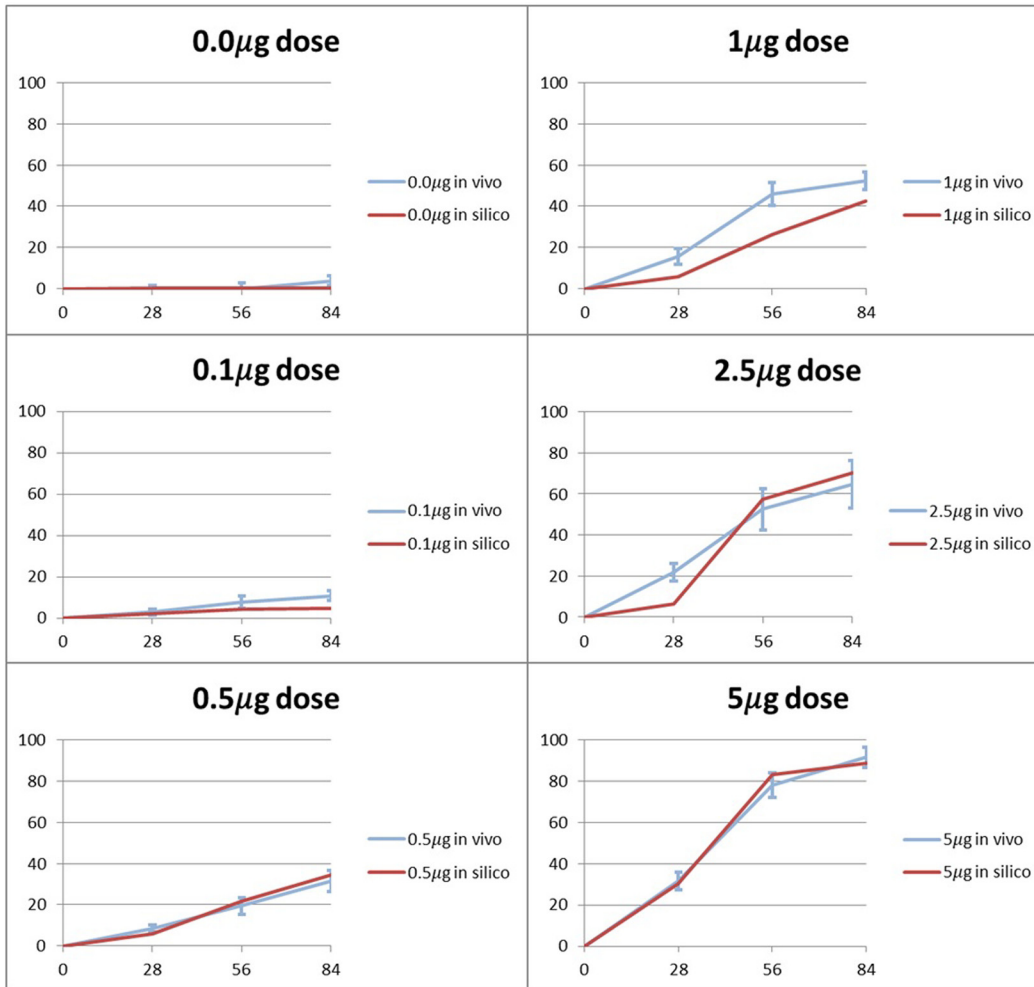 0.0μg dose
100
80
60
40
20
0
0 28 56 84
0.0μg in vivo
0.0μg in silico
1μg dose
100
80
60
40
20
0
0 28 56 84
1μg in vivo
1μg in silico
0.1μg dose
100
80
60
40
20
0
0 28 56 84
0.1μg in vivo
0.1μg in silico
2.5μg dose
100
80
60
40
20
0
0 28 56 84
2.5μg in vivo
2.5μg in silico
0.5μg dose
100
80
60
40
20
0
0 28 56 84
0.5μg in vivo
0.5μg in silico
5μg dose
100
80
60
40
20
0
0 28 56 84
5μg in vivo
5μg in silico